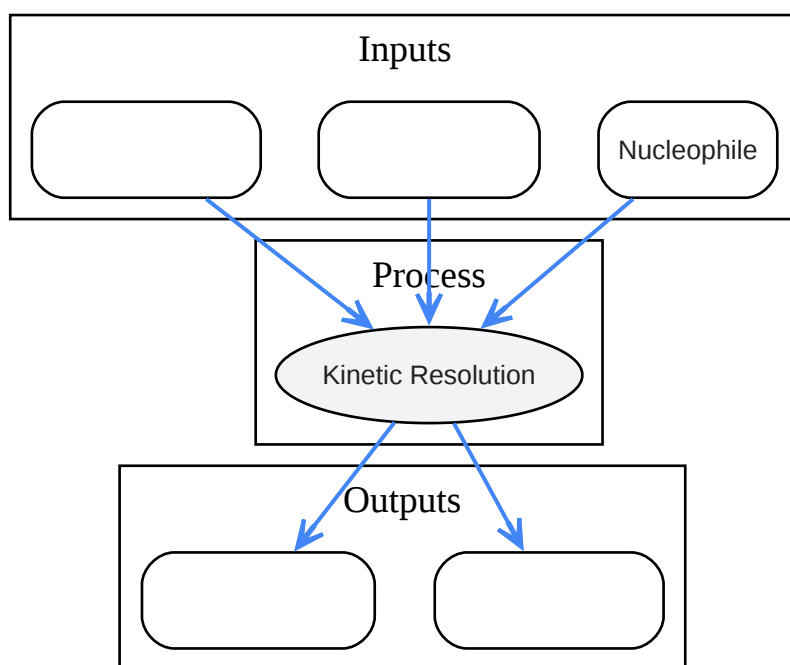 Inputs
Nucleophile
Process
Kinetic Resolution
Outputs